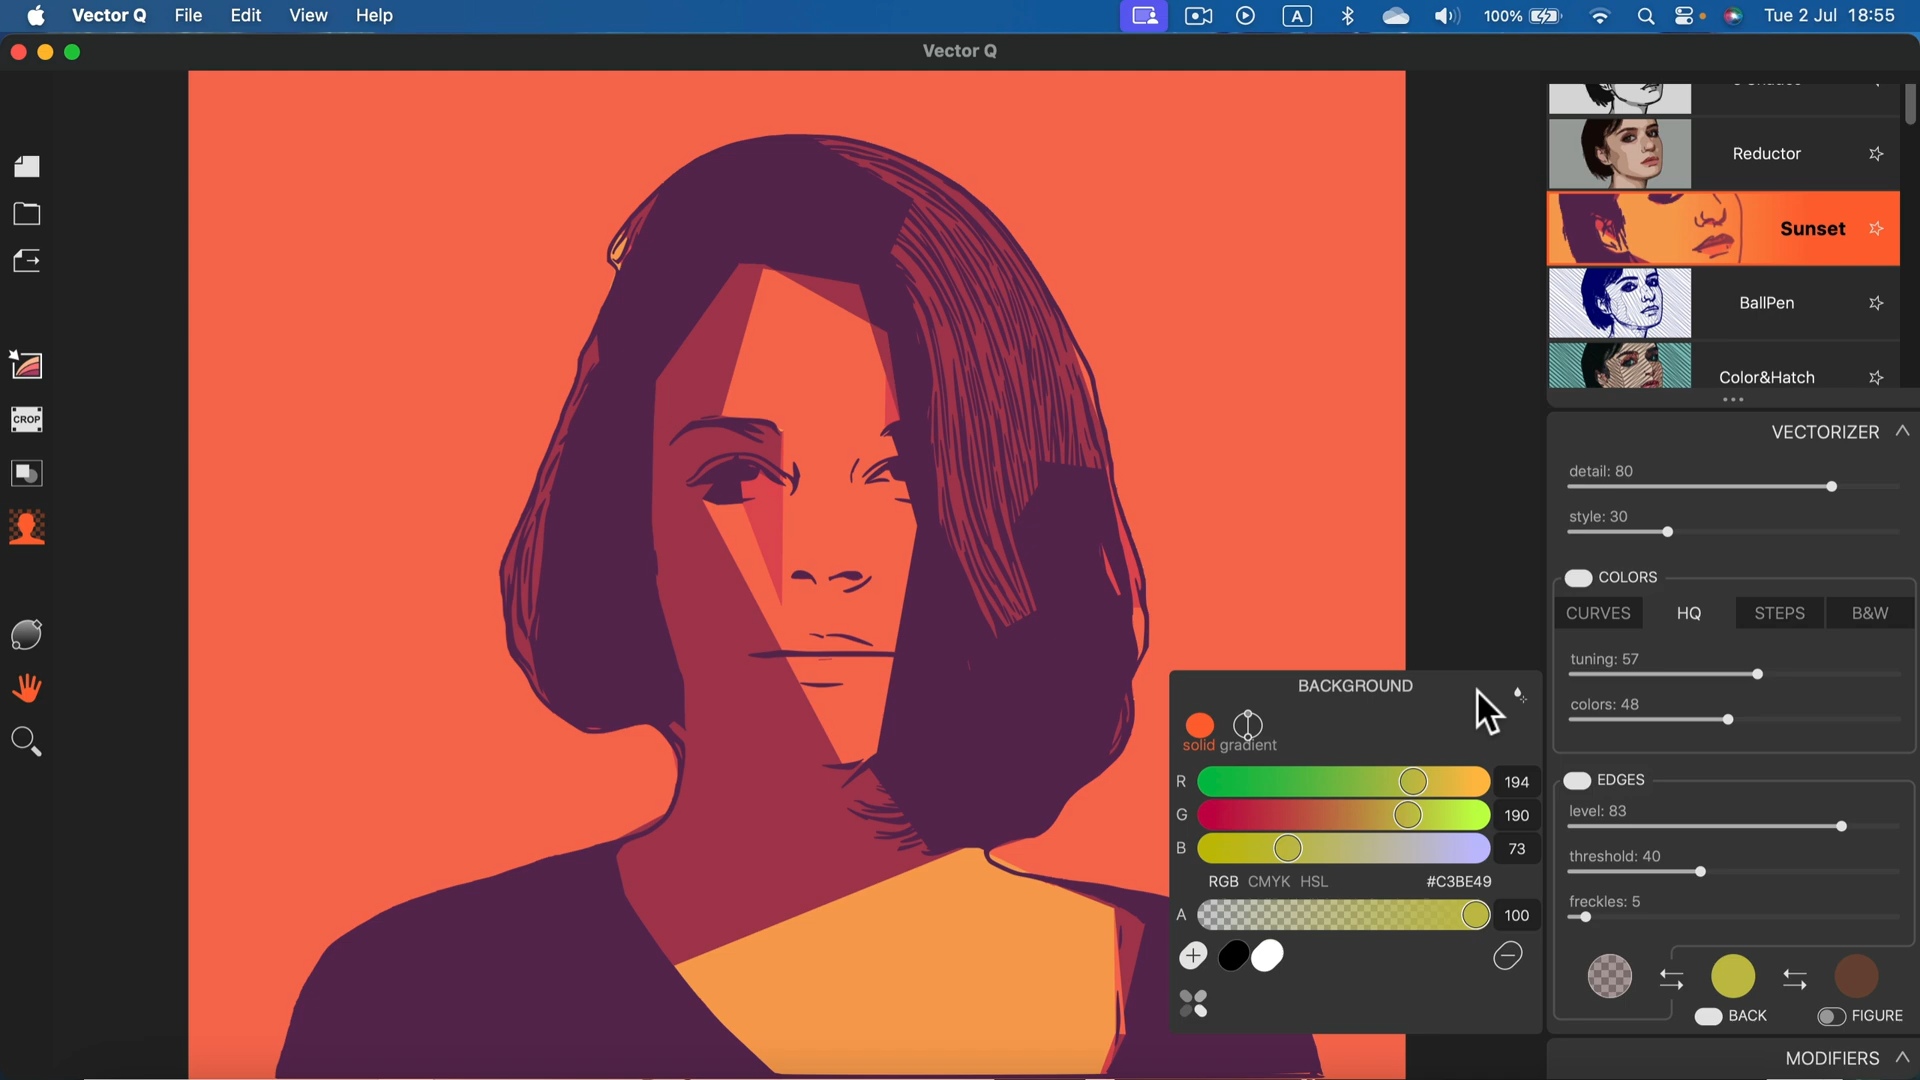 Vector Q File Edit View Help
A 100% Tue 2 Jul 18:55
Vector Q
Reductor
Sunset
BallPen
Color&Hatch
CROP
VECTORIZER
detail: 80
style: 30
COLORS
CURVES HQ STEPS B&W
tuning: 57
colors: 48
EDGES
level: 83
threshold: 40
freckles: 5
BACK FIGURE
MODIFIERS
BACKGROUND
solid gradient
R 194
G 190
B 73
RGB CMYK HSL #C3BE49
A 100